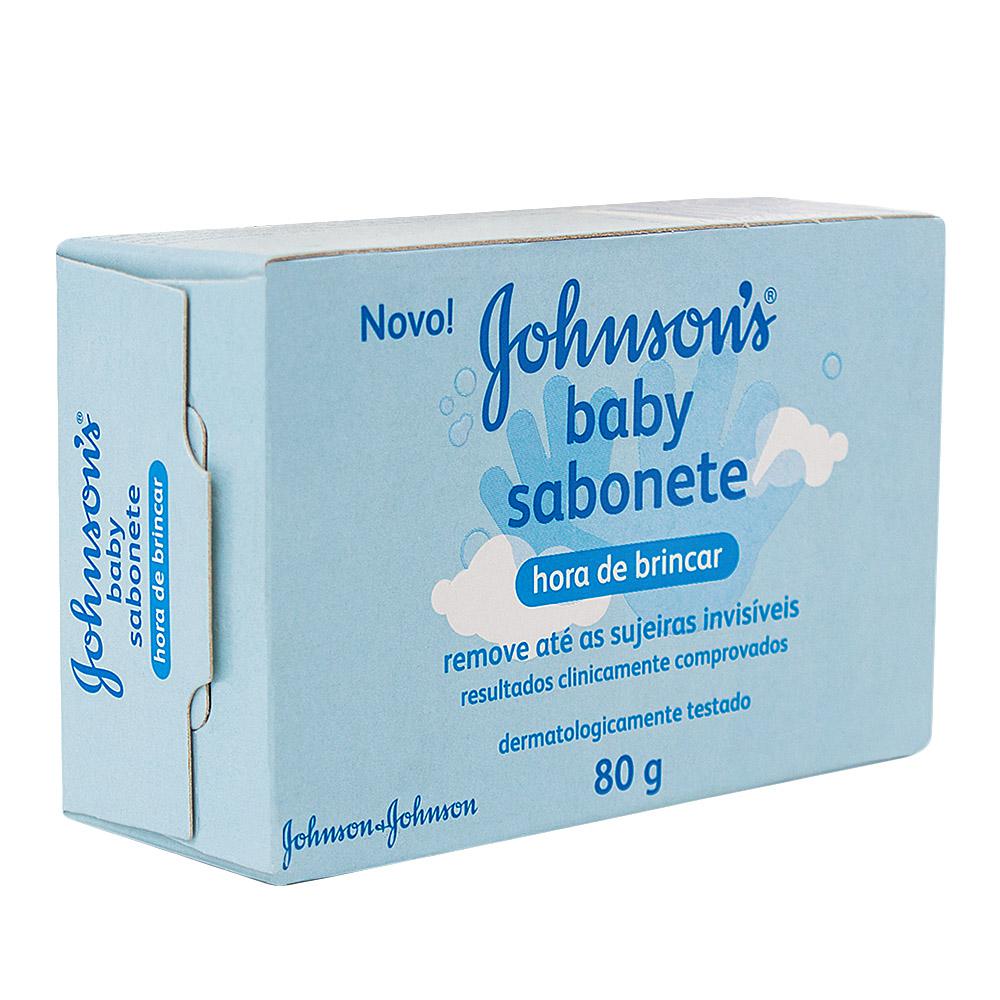 Novo!
Johnson's®
baby
sabonete
hora de brincar
remove até as sujeiras invisíveis
resultados clinicamente comprovados
dermatologicamente testado
80 g
Johnson & Johnson
Johnson's®
baby
sabonete
hora de brincar